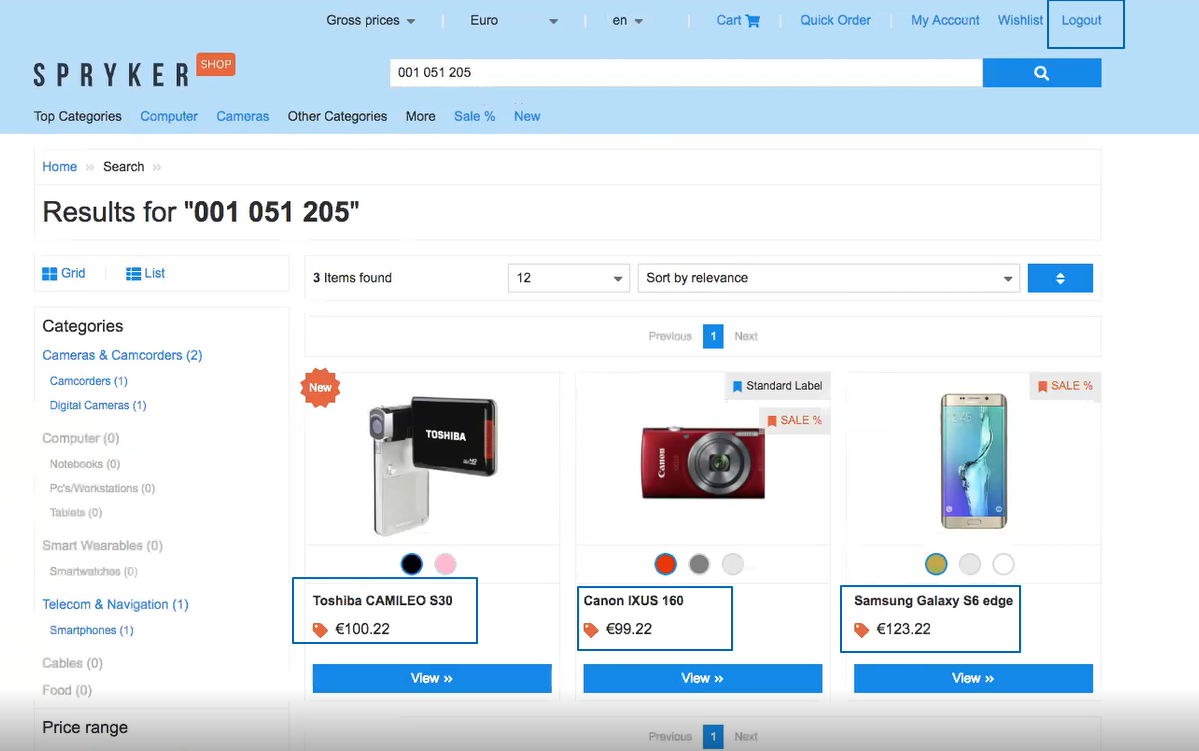 Gross prices Euro en Cart Quick Order My Account Wishlist Logout
SPRYKER SHOP
001 051 205
Top Categories Computer Cameras Other Categories More Sale % New
Home » Search »
Results for "001 051 205"
Grid List
3 Items found 12 Sort by relevance
Previous 1 Next
Categories
Cameras & Camcorders (2)
Camcorders (1)
Digital Cameras (1)
Computer (0)
Notebooks (0)
Pc's/Workstations (0)
Tablets (0)
Smart Wearables (0)
Smartwatches (0)
Telecom & Navigation (1)
Smartphones (1)
Cables (0)
Food (0)
Price range
New
TOSHIBA
Toshiba CAMILEO S30
€100.22
View »
Standard Label
SALE %
Canon
Canon IXUS 160
€99.22
View »
SALE %
Samsung Galaxy S6 edge
€123.22
View »
Previous 1 Next